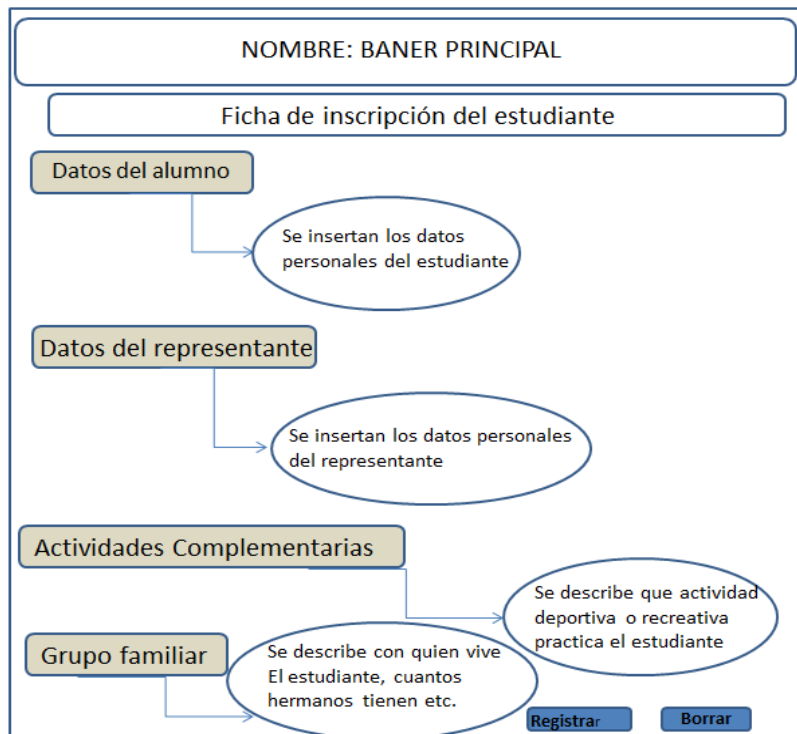 NOMBRE: BANER PRINCIPAL
Ficha de inscripción del estudiante
Datos del alumno
Se insertan los datos
personales del estudiante
Datos del representante
Se insertan los datos personales
del representante
Actividades Complementarias
Se describe que actividad
deportiva o recreativa
practica el estudiante
Grupo familiar
Se describe con quien vive
El estudiante, cuantos
hermanos tienen etc.
Registrar
Borrar